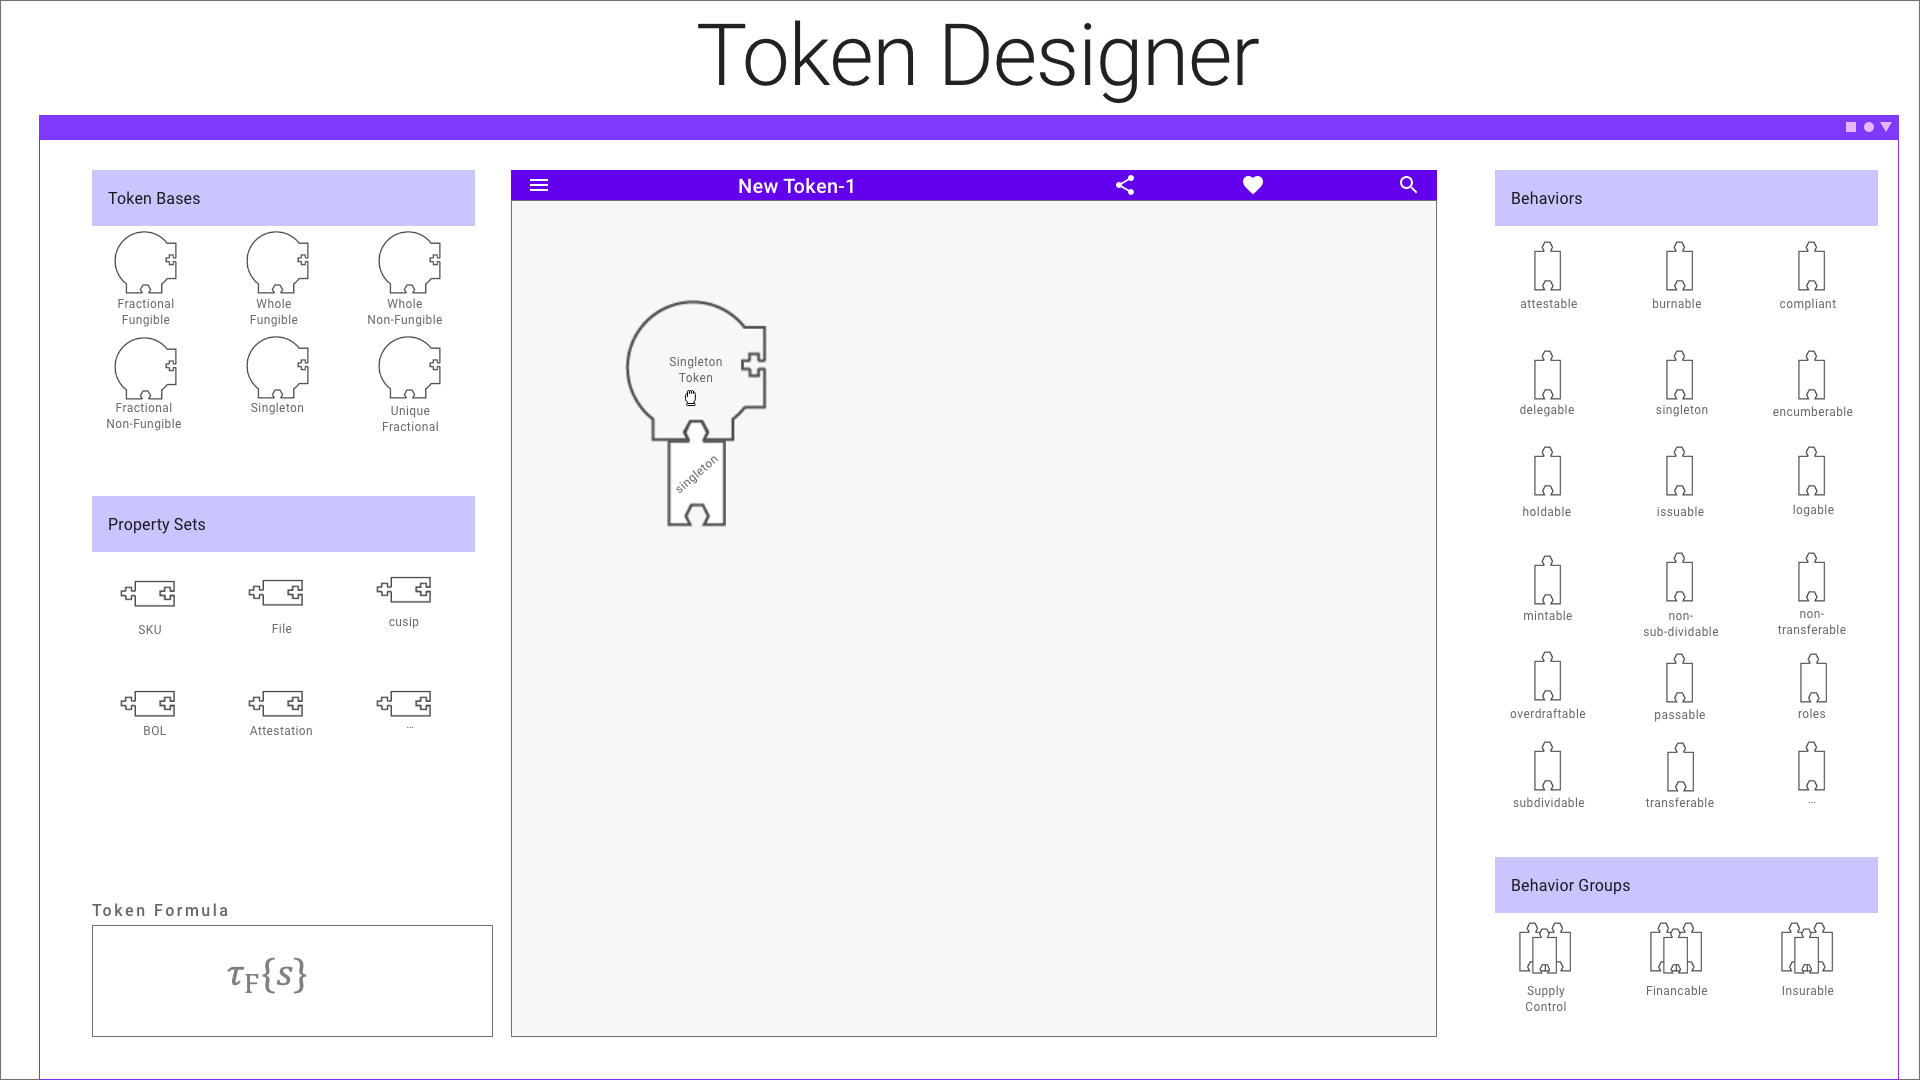 Token Designer
Token Bases
Fractional
Fungible
Whole
Fungible
Whole
Non-Fungible
Fractional
Non-Fungible
Singleton
Unique
Fractional
Property Sets
SKU
File
cusip
BOL
Attestation
...
Token Formula
τF{s}
New Token-1
Singleton
Token
singleton
Behaviors
attestable
burnable
compliant
delegable
singleton
encumberable
holdable
issuable
logable
mintable
non-
sub-dividable
non-
transferable
overdraftable
passable
roles
subdividable
transferable
...
Behavior Groups
Supply
Control
Financable
Insurable